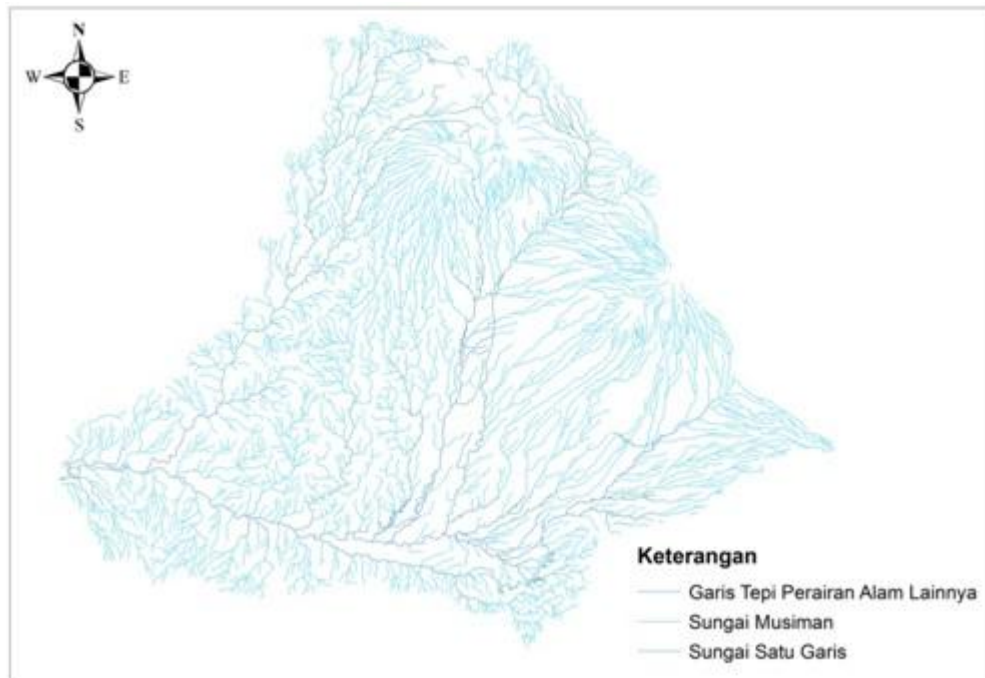 N
W E
S
Keterangan
Garis Tepi Perairan Alam Lainnya
Sungai Musiman
Sungai Satu Garis